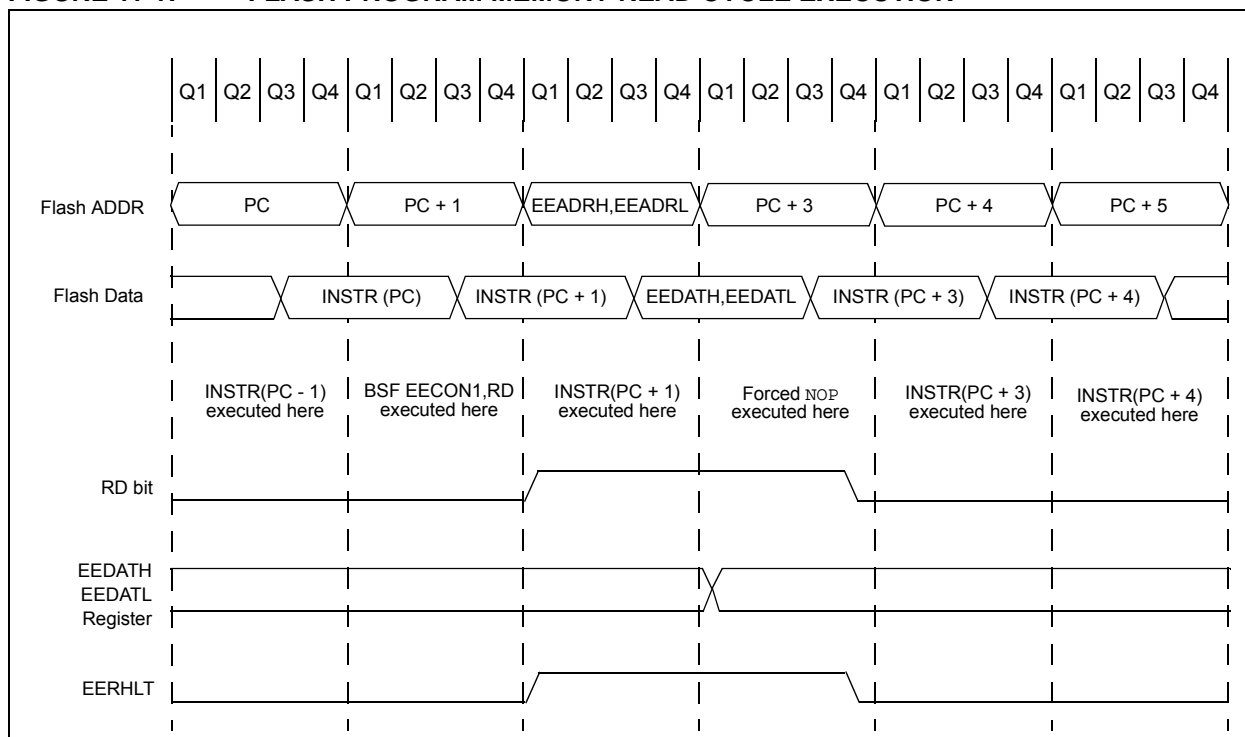 FIGURE 11-1: FLASH PROGRAM MEMORY READ CYCLE EXECUTION
Q1 Q2 Q3 Q4 Q1 Q2 Q3 Q4 Q1 Q2 Q3 Q4 Q1 Q2 Q3 Q4 Q1 Q2 Q3 Q4 Q1 Q2 Q3 Q4
Flash ADDR PC PC + 1 EEADRH,EEADRL PC + 3 PC + 4 PC + 5
Flash Data INSTR (PC) INSTR (PC + 1) EEDATH,EEDATL INSTR (PC + 3) INSTR (PC + 4)
INSTR(PC - 1) BSF EECON1,RD INSTR(PC + 1) Forced NOP INSTR(PC + 3) INSTR(PC + 4)
executed here executed here executed here executed here executed here executed here
RD bit
EEDATH
EEDATL
Register
EERHLT